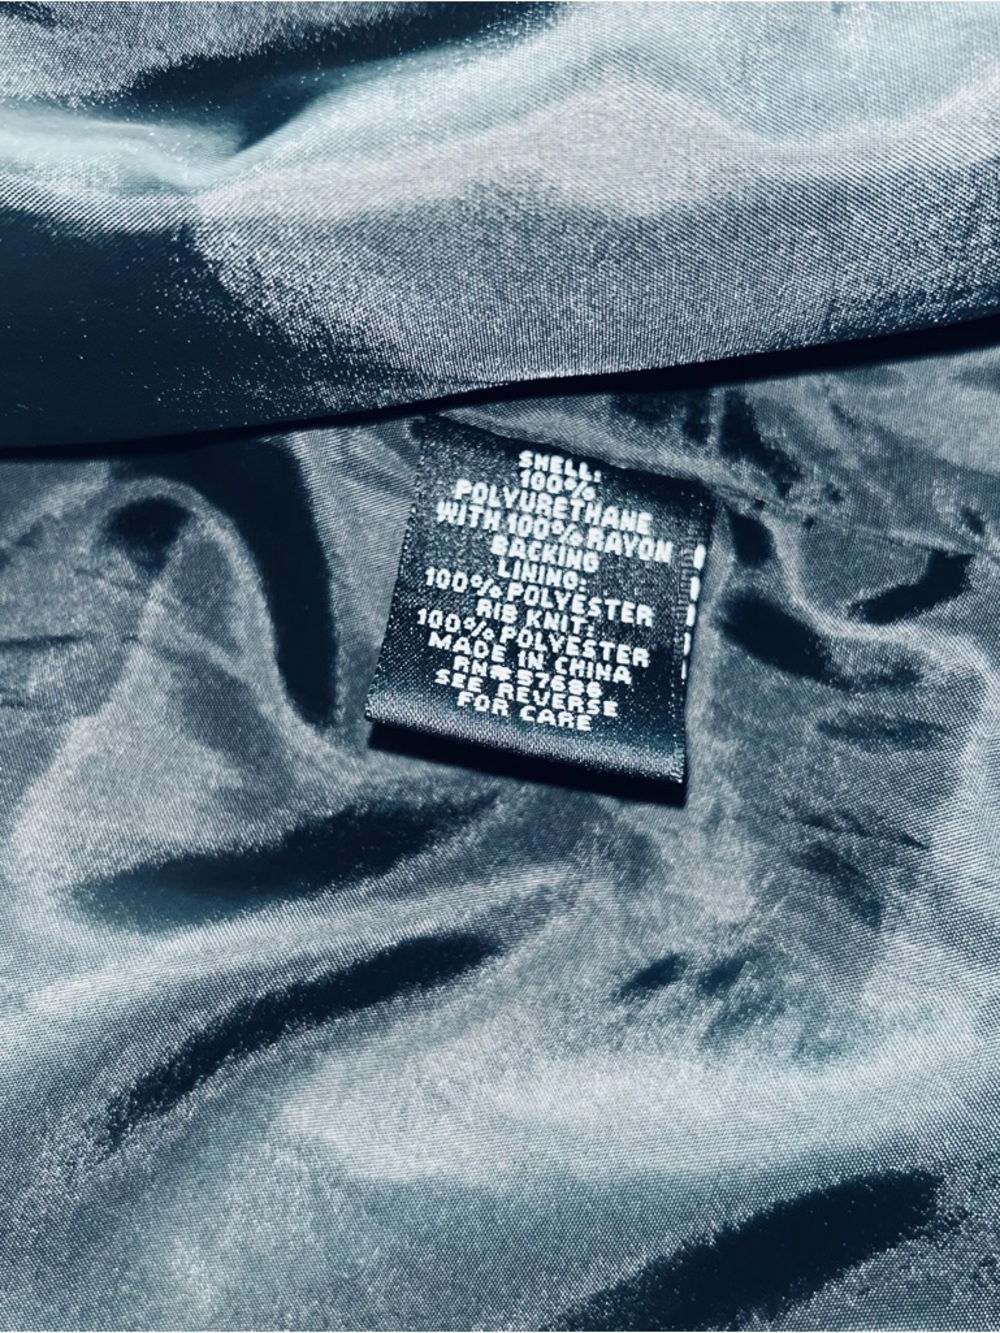 SHELL:
100%
POLYURETHANE
WITH 100% RAYON
BACKING
LINING:
100% POLYESTER
RIB KNIT:
100% POLYESTER
MADE IN CHINA
RN# 57696
SEE REVERSE
FOR CARE